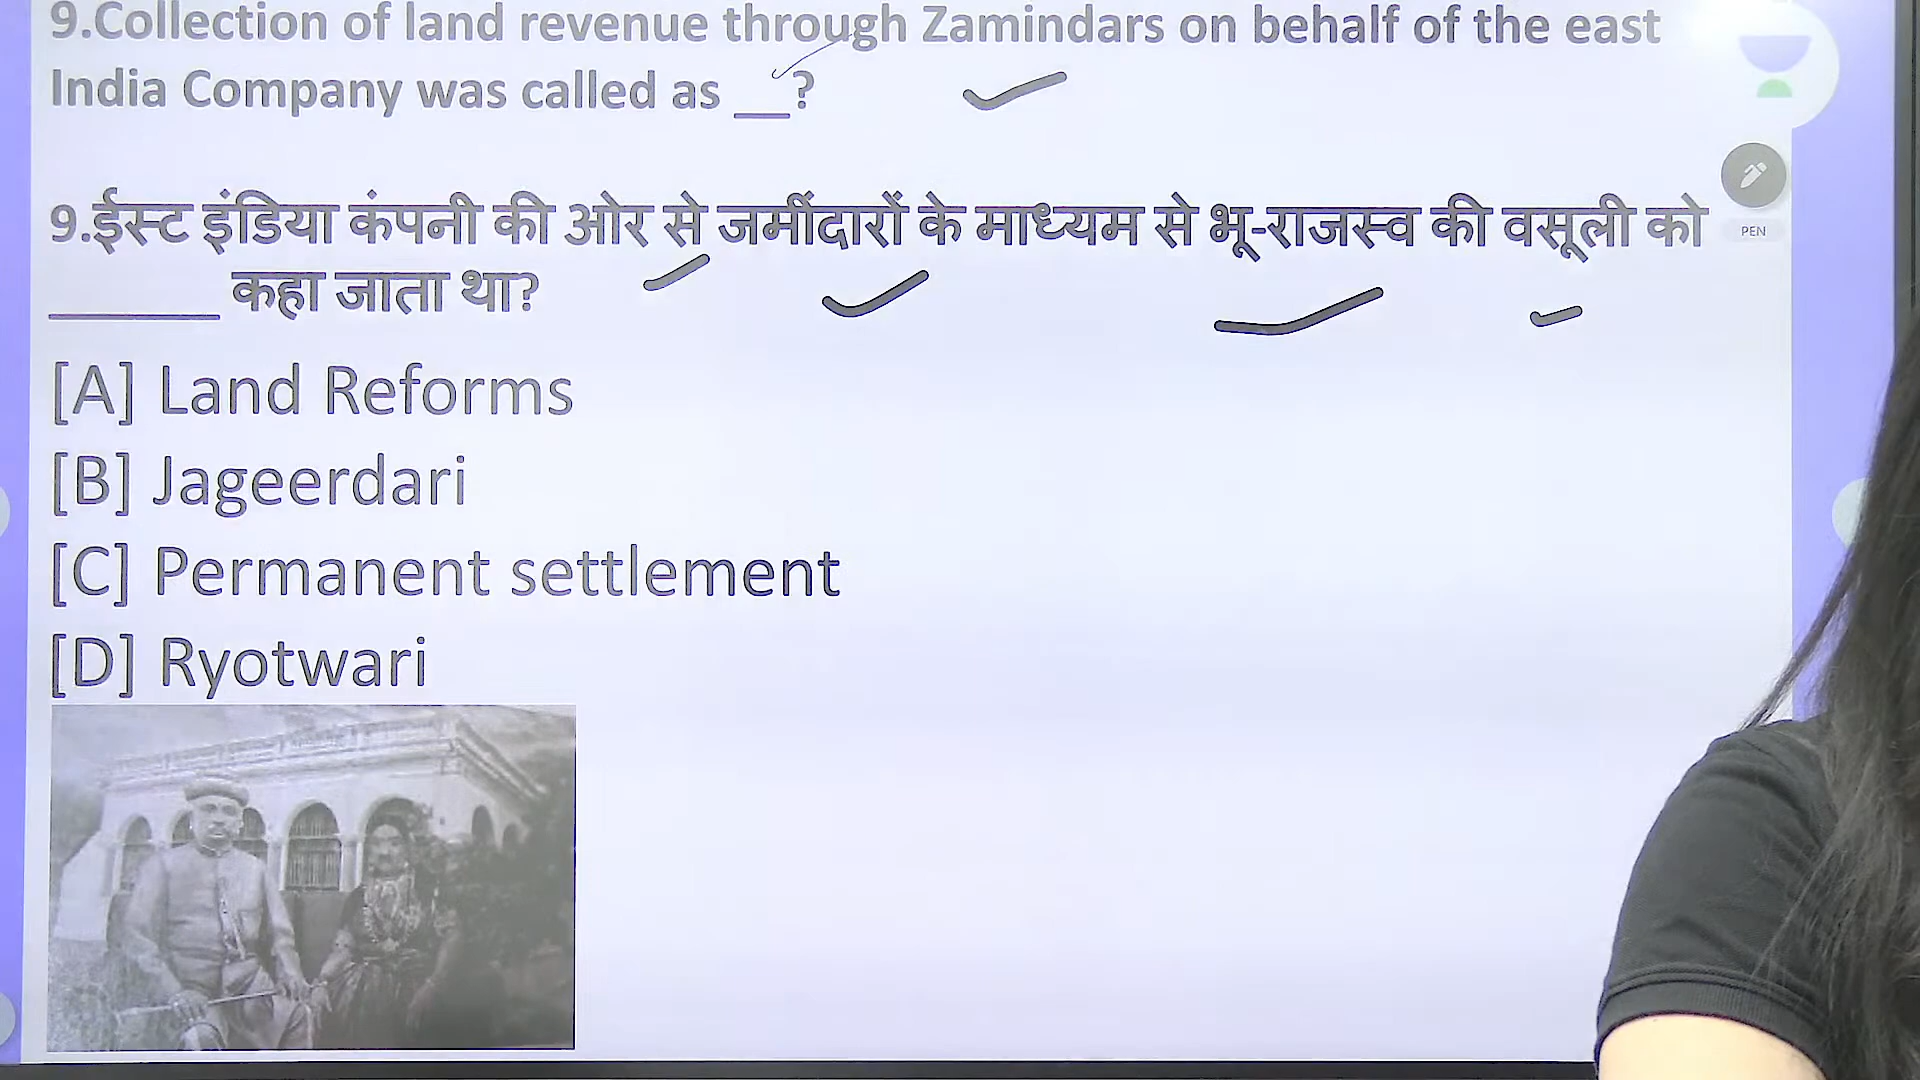 9.Collection of land revenue through Zamindars on behalf of the east
India Company was called as __?
9.ईस्ट इंडिया कंपनी की ओर से जमींदारों के माध्यम से भू-राजस्व की वसूली को
______ कहा जाता था?
PEN
[A] Land Reforms
[B] Jageerdari
[C] Permanent settlement
[D] Ryotwari